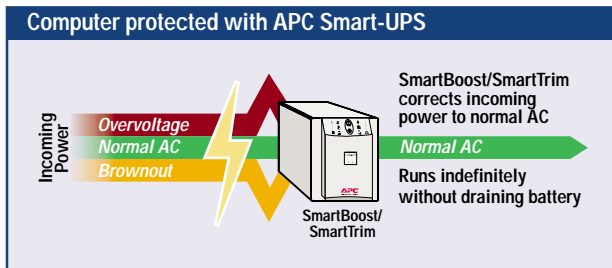 Computer protected with APC Smart-UPS
Incoming
Power
Overvoltage
Normal AC
Brownout
APC
SmartBoost/
SmartTrim
SmartBoost/SmartTrim
corrects incoming
power to normal AC
Normal AC
Runs indefinitely
without draining battery